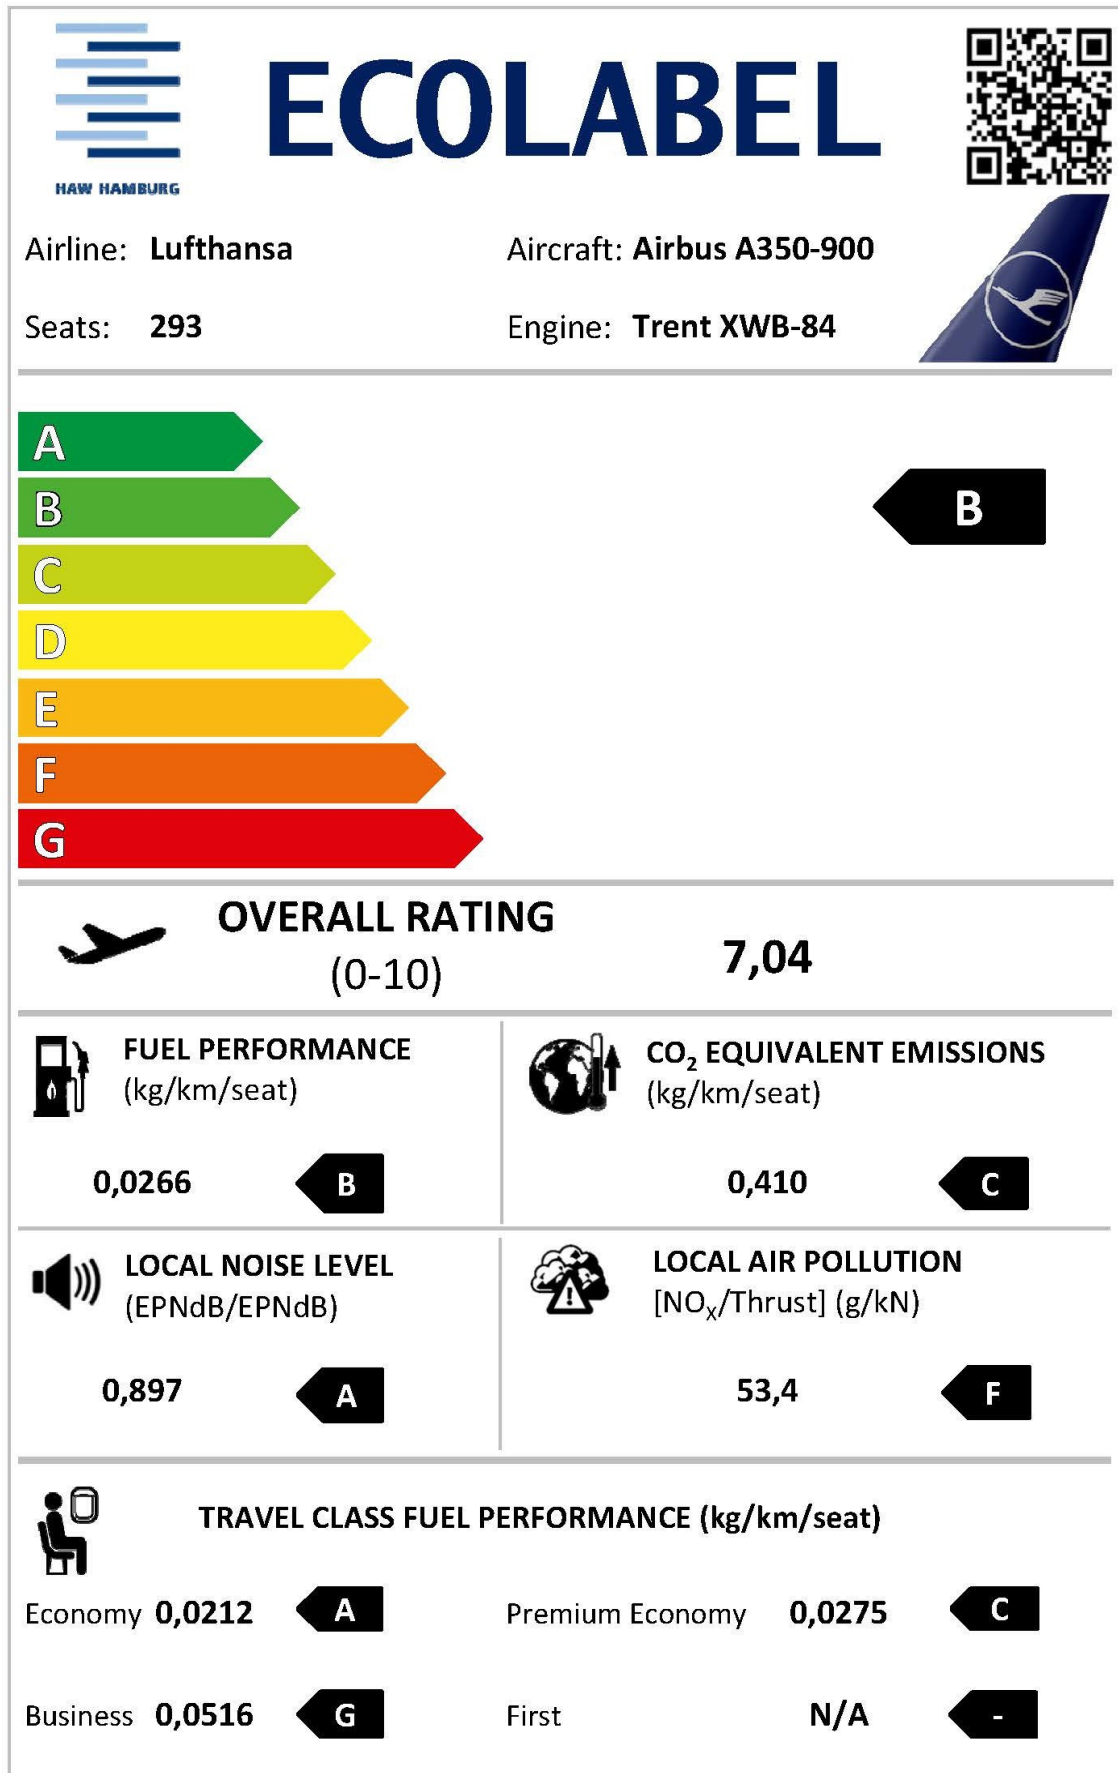 HAW HAMBURG
ECOLABEL
Airline: Lufthansa
Aircraft: Airbus A350-900
Seats: 293
Engine: Trent XWB-84
A
B
B
C
D
E
F
G
OVERALL RATING
(0-10)
7,04
FUEL PERFORMANCE
(kg/km/seat)
0,0266 B
CO₂ EQUIVALENT EMISSIONS
(kg/km/seat)
0,410 C
LOCAL NOISE LEVEL
(EPNdB/EPNdB)
0,897 A
LOCAL AIR POLLUTION
[NOₓ/Thrust] (g/kN)
53,4 F
TRAVEL CLASS FUEL PERFORMANCE (kg/km/seat)
Economy 0,0212 A
Premium Economy 0,0275 C
Business 0,0516 G
First N/A -